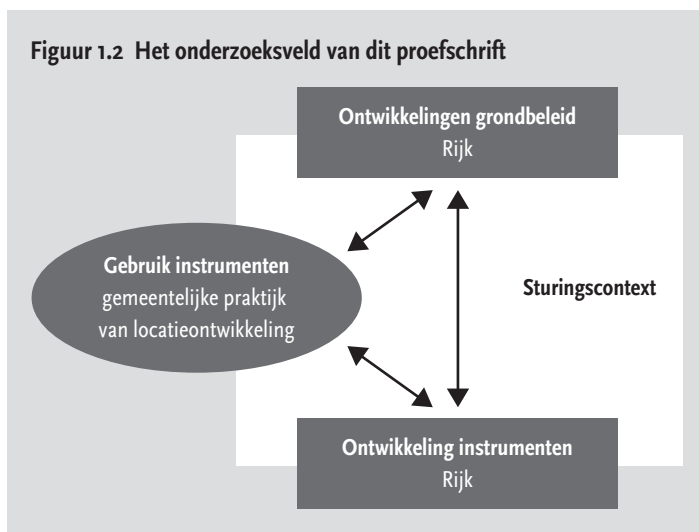 Figuur 1.2 Het onderzoeksveld van dit proefschrift
Ontwikkelingen grondbeleid
Rijk
Gebruik instrumenten
gemeentelijke praktijk
van locatieontwikkeling
Sturingscontext
Ontwikkeling instrumenten
Rijk